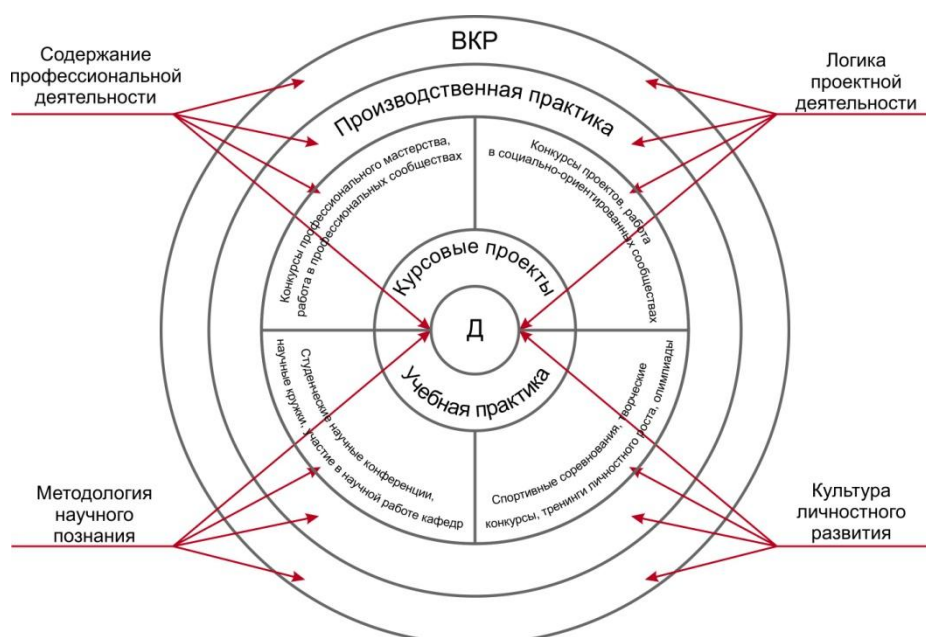 ВКР
Содержание
профессиональной
деятельности
Логика
проектной
деятельности
Производственная практика
Конкурсы профессионального мастерства,
работа в профессиональных сообществах
Конкурсы проектов, работа
в социально-ориентированных сообществах
Курсовые проекты
Д
Учебная практика
Студенческие научные конференции,
научные кружки, участие в научной работе кафедр
Спортивные соревнования, творческие
конкурсы, тренинги личностного роста, олимпиады
Методология
научного
познания
Культура
личностного
развития